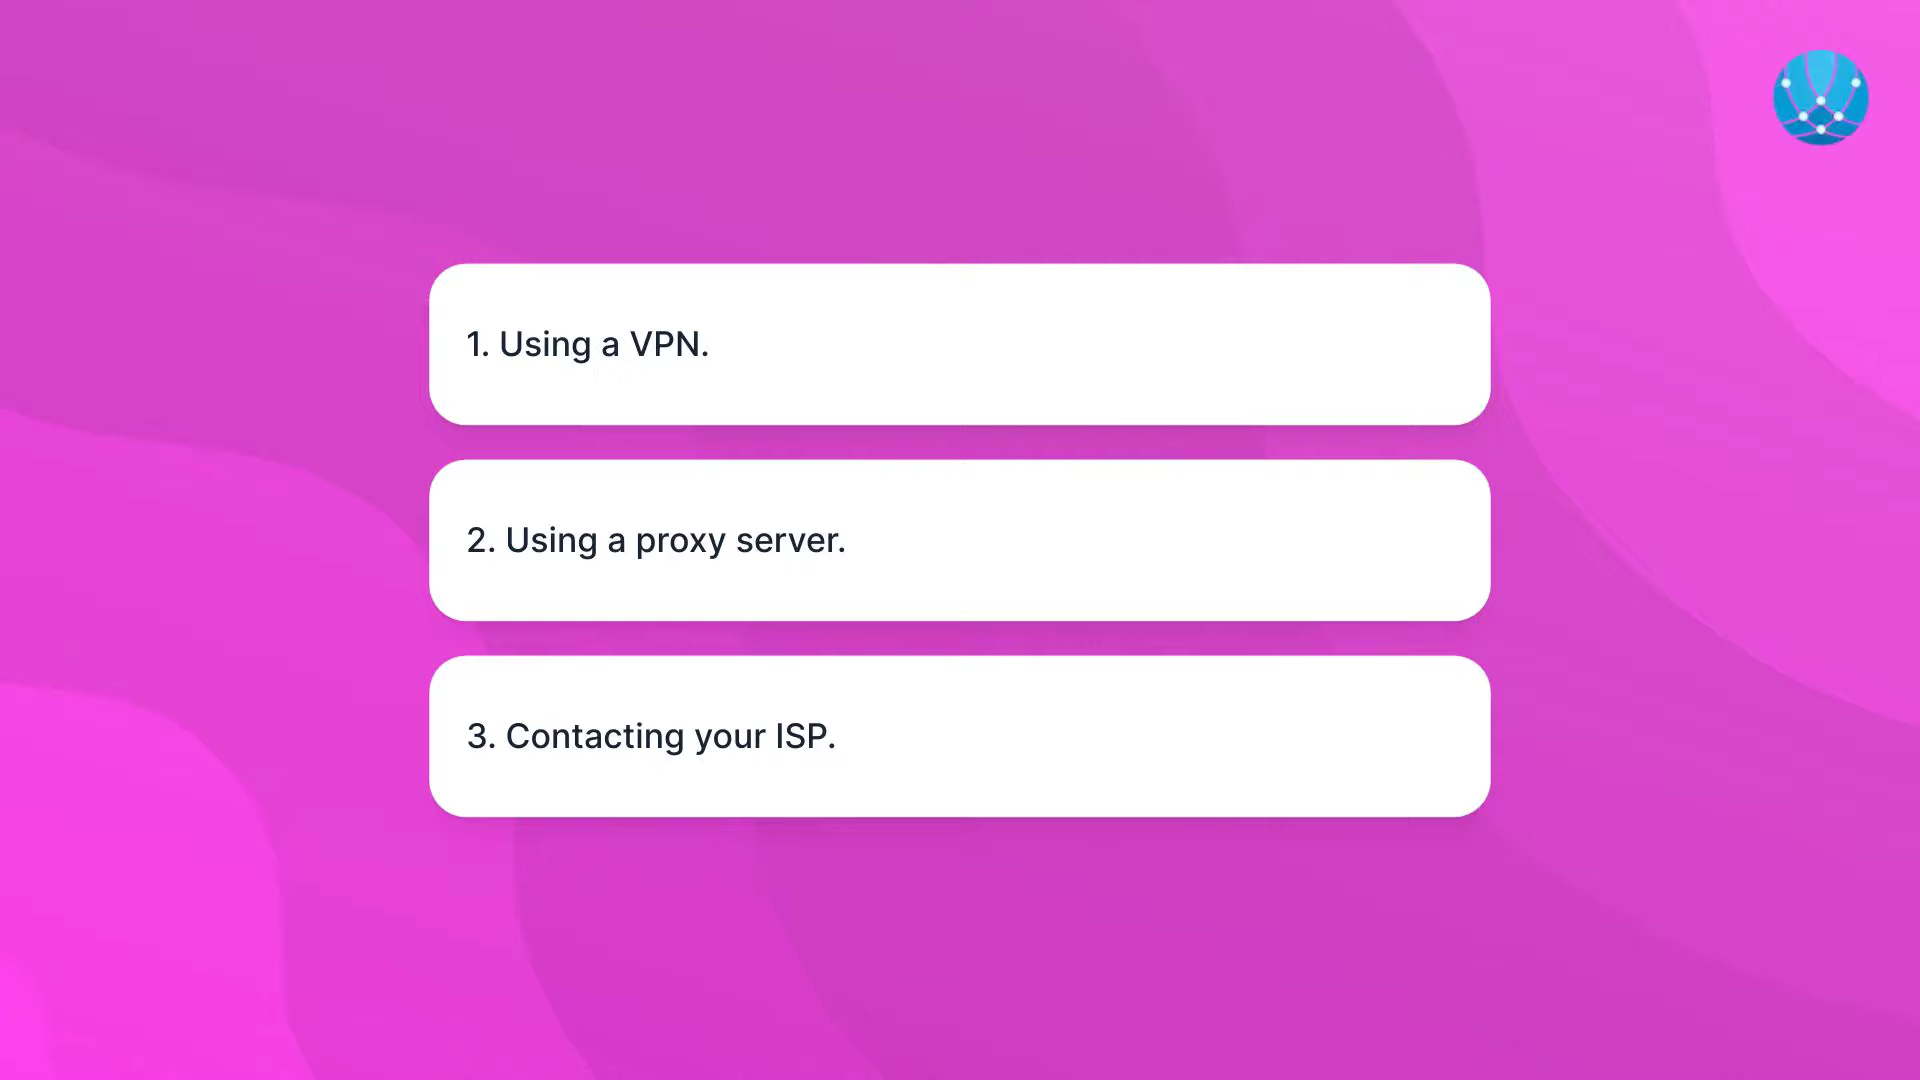 1. Using a VPN.
2. Using a proxy server.
3. Contacting your ISP.